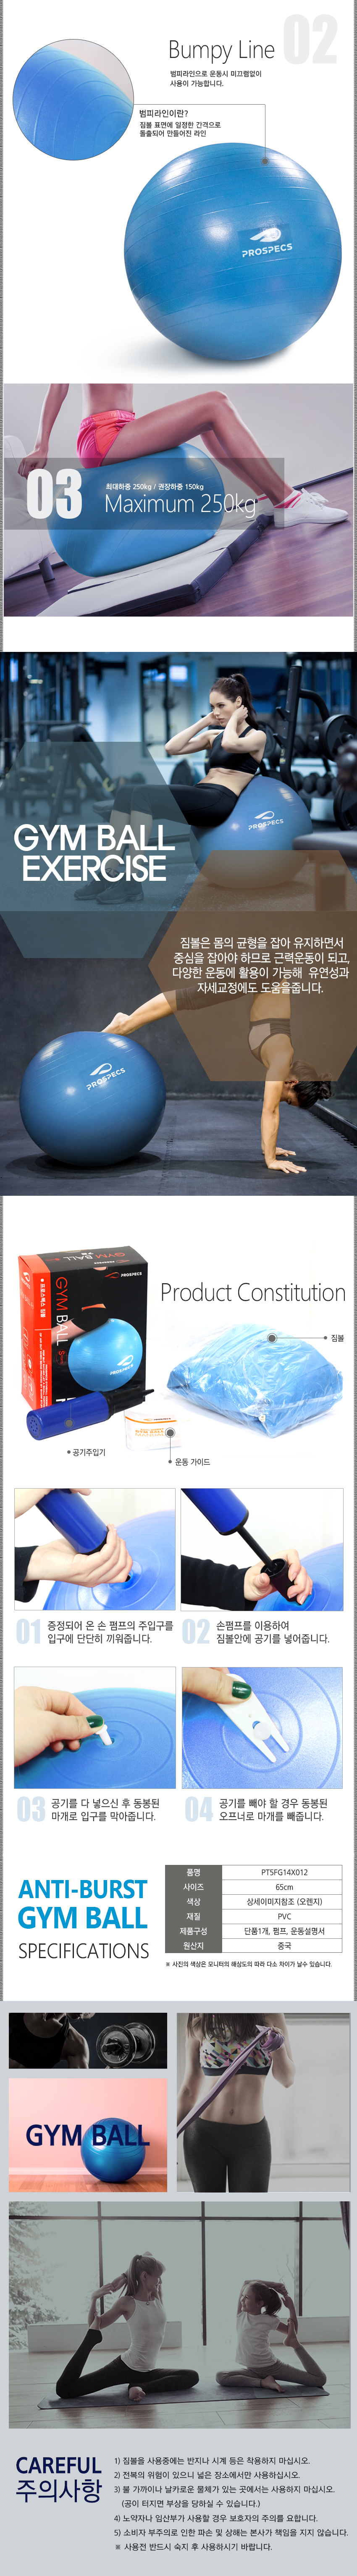 02
Bumpy Line
범피라인으로 운동시 미끄럼없이
사용이 가능합니다.
범피라인이란?
짐볼 표면에 일정한 간격으로
돌출되어 만들어진 라인
PROSPECS
03
최대하중 250kg / 권장하중 150kg
Maximum 250kg
PROSPECS
GYM BALL
EXERCISE
짐볼은 몸의 균형을 잡아 유지하면서
중심을 잡아야 하므로 근력운동이 되고,
다양한 운동에 활용이 가능해 유연성과
자세교정에도 도움을줍니다.
PROSPECS
GYM BALL
PROSPECS
GYM BALL
Product Constitution
짐볼
공기주입기
운동 가이드
01 증정되어 온 손 펌프의 주입구를
입구에 단단히 끼워줍니다.
02 손펌프를 이용하여
짐볼안에 공기를 넣어줍니다.
03 공기를 다 넣으신 후 동봉된
마개로 입구를 막아줍니다.
04 공기를 빼야 할 경우 동봉된
오프너로 마개를 빼줍니다.
ANTI-BURST
GYM BALL
SPECIFICATIONS
품명 PT5FG14X012
사이즈 65cm
색상 상세이미지참조 (오렌지)
재질 PVC
제품구성 단품1개, 펌프, 운동설명서
원산지 중국
※ 사진의 색상은 모니터의 해상도의 따라 다소 차이가 날수 있습니다.
GYM BALL
CAREFUL
주의사항
1) 짐볼을 사용중에는 반지나 시계 등은 착용하지 마십시오.
2) 전복의 위험이 있으니 넓은 장소에서만 사용하십시오.
3) 불 가까이나 날카로운 물체가 있는 곳에서는 사용하지 마십시오.
(공이 터지면 부상을 당하실 수 있습니다.)
4) 노약자나 임산부가 사용할 경우 보호자의 주의를 요합니다.
5) 소비자 부주의로 인한 파손 및 상해는 본사가 책임을 지지 않습니다.
※ 사용전 반드시 숙지 후 사용하시기 바랍니다.